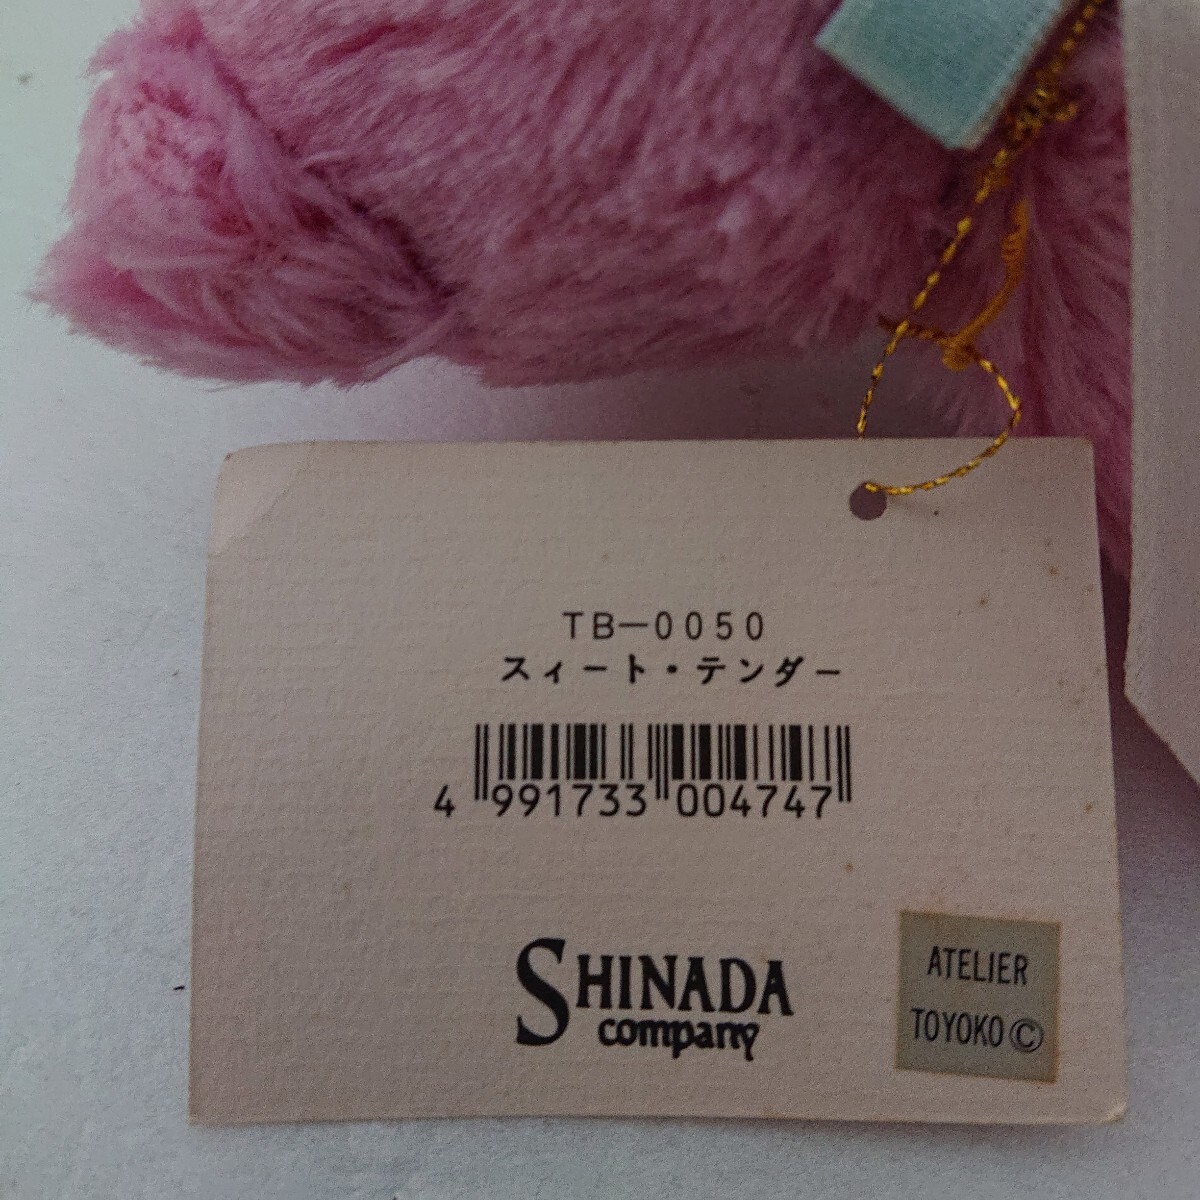 TB—0050
スィート・テンダー
4 991733 004747
SHINADA
company
ATELIER
TOYOKO©